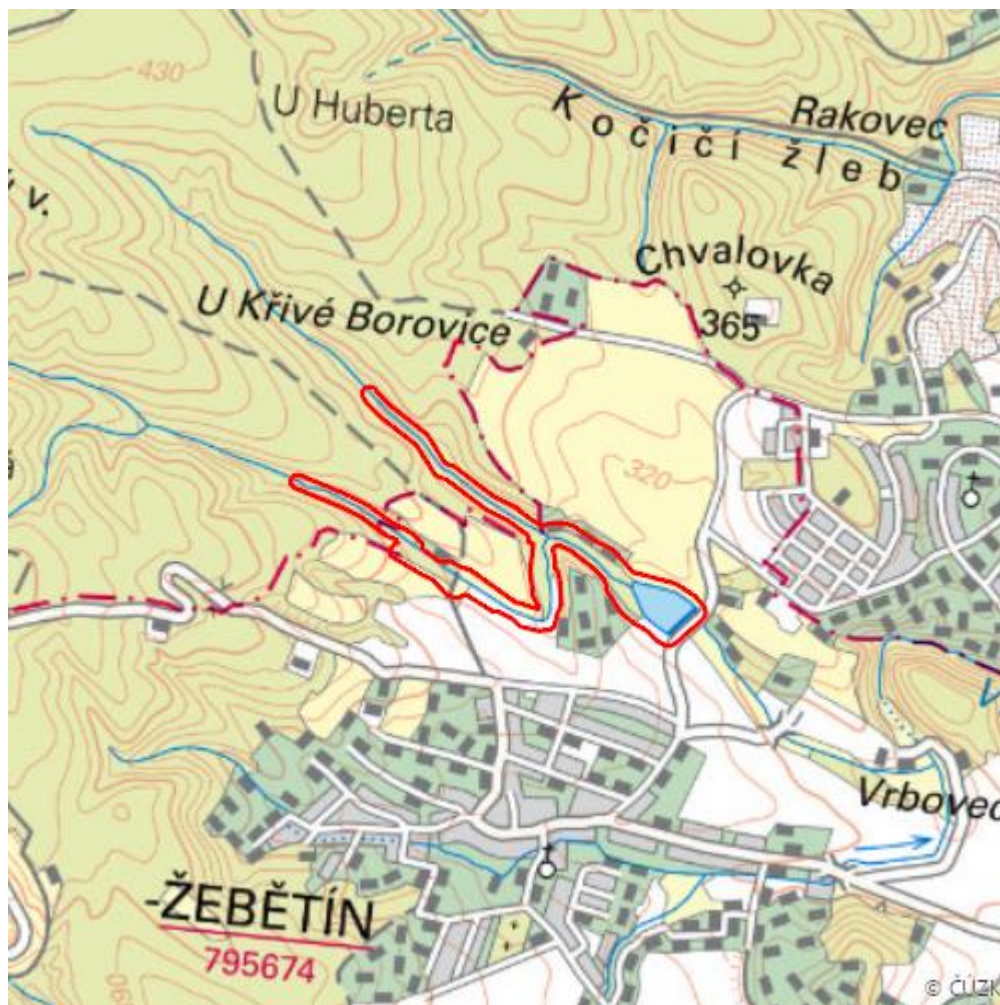 430
U Huberta
Kočičí žleb
Rakovec
v.
Chvalovka
365
U Křivé Borovice
320
Vrbovec
-ŽEBĚTÍN
795674
© ČÚZK